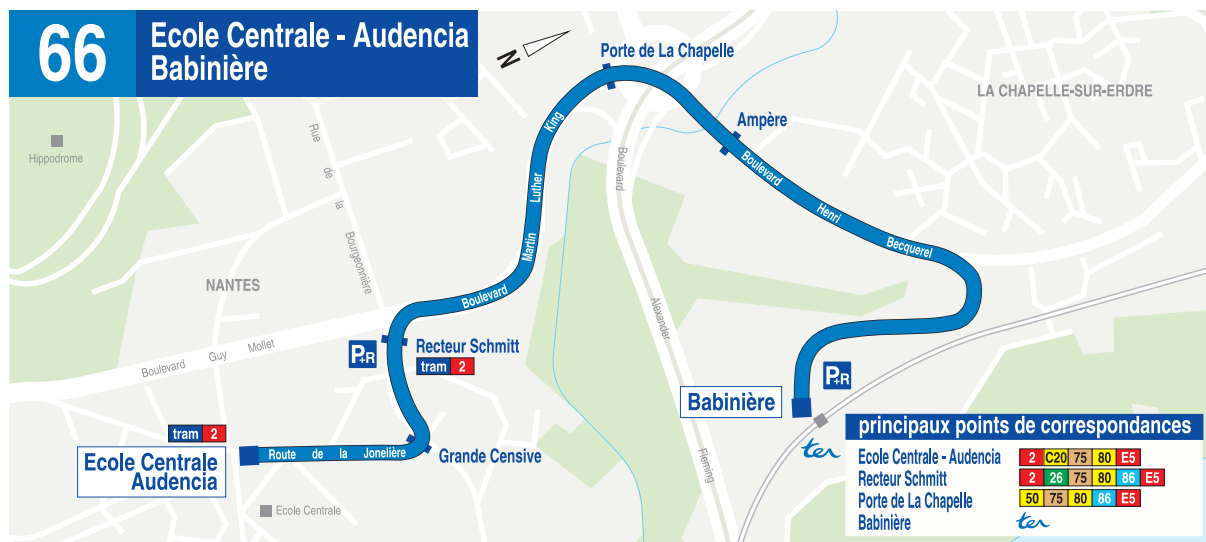 66
Ecole Centrale - Audencia
Babinière
N
Porte de La Chapelle
LA CHAPELLE-SUR-ERDRE
Ampère
Hippodrome
Rue de la Bourgeonnière
Boulevard Martin Luther King
Boulevard Henri Becquerel
Boulevard Alexander Fleming
NANTES
Boulevard Guy Mollet
P+R
Recteur Schmitt
tram 2
P+R
Babinière
ter
tram 2
Ecole Centrale
Audencia
Route de la Jonelière
Grande Censive
Ecole Centrale
principaux points de correspondances
Ecole Centrale - Audencia 2 C20 75 80 E5
Recteur Schmitt 2 26 75 80 86 E5
Porte de La Chapelle 50 75 80 86 E5
Babinière ter